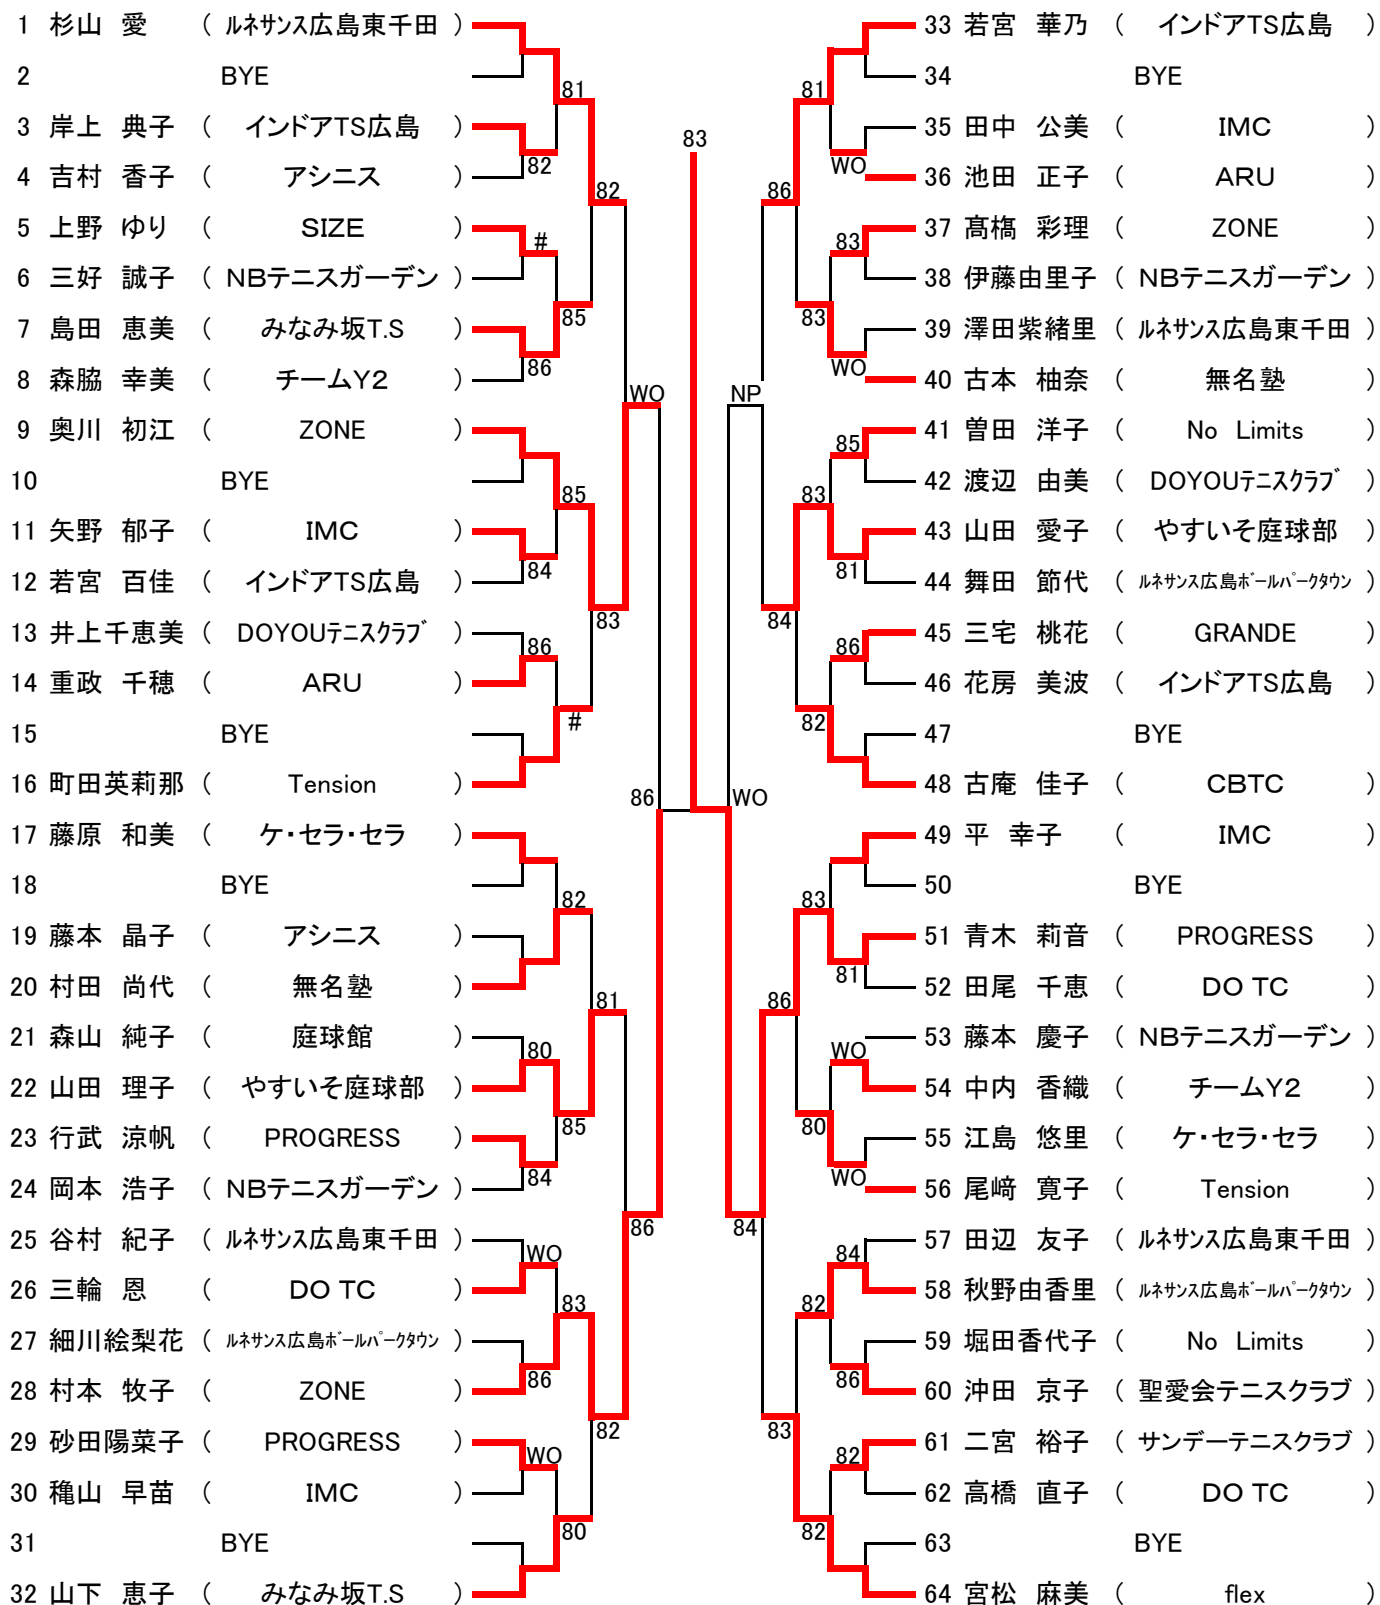 1 杉山 愛 ( ルネサンス広島東千田 )
2 BYE
81
3 岸上 典子 ( インドアTS広島 )
82
4 吉村 香子 ( アシニス )
82
5 上野 ゆり ( SIZE )
#
6 三好 誠子 ( NBテニスガーデン )
85
7 島田 恵美 ( みなみ坂T.S )
86
8 森脇 幸美 ( チームY2 )
WO
9 奥川 初江 ( ZONE )
10 BYE
85
11 矢野 郁子 ( IMC )
84
12 若宮 百佳 ( インドアTS広島 )
83
13 井上千恵美 ( DOYOUテニスクラブ )
86
14 重政 千穂 ( ARU )
#
15 BYE
16 町田英莉那 ( Tension )
86
17 藤原 和美 ( ケ・セラ・セラ )
18 BYE
82
19 藤本 晶子 ( アシニス )
20 村田 尚代 ( 無名塾 )
81
21 森山 純子 ( 庭球館 )
80
22 山田 理子 ( やすいそ庭球部 )
85
23 行武 涼帆 ( PROGRESS )
84
24 岡本 浩子 ( NBテニスガーデン )
86
25 谷村 紀子 ( ルネサンス広島東千田 )
WO
26 三輪 恩 ( DO TC )
83
27 細川絵梨花 ( ルネサンス広島ボールパークタウン )
86
28 村本 牧子 ( ZONE )
82
29 砂田陽菜子 ( PROGRESS )
WO
30 穐山 早苗 ( IMC )
80
31 BYE
32 山下 恵子 ( みなみ坂T.S )
83
33 若宮 華乃 ( インドアTS広島 )
34 BYE
81
35 田中 公美 ( IMC )
WO
36 池田 正子 ( ARU )
86
37 髙槗 彩理 ( ZONE )
83
38 伊藤由里子 ( NBテニスガーデン )
83
39 澤田紫緒里 ( ルネサンス広島東千田 )
WO
40 古本 柚奈 ( 無名塾 )
NP
41 曽田 洋子 ( No Limits )
85
42 渡辺 由美 ( DOYOUテニスクラブ )
83
43 山田 愛子 ( やすいそ庭球部 )
81
44 舞田 節代 ( ルネサンス広島ボールパークタウン )
84
45 三宅 桃花 ( GRANDE )
86
46 花房 美波 ( インドアTS広島 )
82
47 BYE
48 古庵 佳子 ( CBTC )
WO
49 平 幸子 ( IMC )
50 BYE
83
51 青木 莉音 ( PROGRESS )
81
52 田尾 千恵 ( DO TC )
86
53 藤本 慶子 ( NBテニスガーデン )
WO
54 中内 香織 ( チームY2 )
80
55 江島 悠里 ( ケ・セラ・セラ )
WO
56 尾﨑 寛子 ( Tension )
84
57 田辺 友子 ( ルネサンス広島東千田 )
84
58 秋野由香里 ( ルネサンス広島ボールパークタウン )
82
59 堀田香代子 ( No Limits )
86
60 沖田 京子 ( 聖愛会テニスクラブ )
83
61 二宮 裕子 ( サンデーテニスクラブ )
82
62 高橋 直子 ( DO TC )
82
63 BYE
64 宮松 麻美 ( flex )